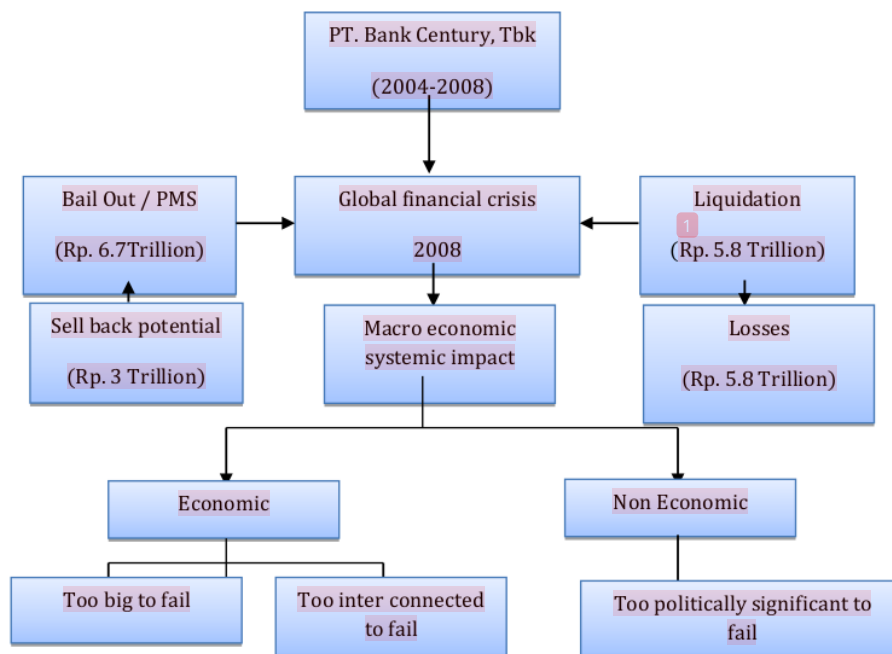 PT. Bank Century, Tbk
(2004-2008)
Bail Out / PMS
(Rp. 6.7Trillion)
Global financial crisis
2008
Liquidation
1
(Rp. 5.8 Trillion)
Sell back potential
(Rp. 3 Trillion)
Macro economic
systemic impact
Losses
(Rp. 5.8 Trillion)
Economic
Non Economic
Too big to fail
Too inter connected
to fail
Too politically significant to
fail